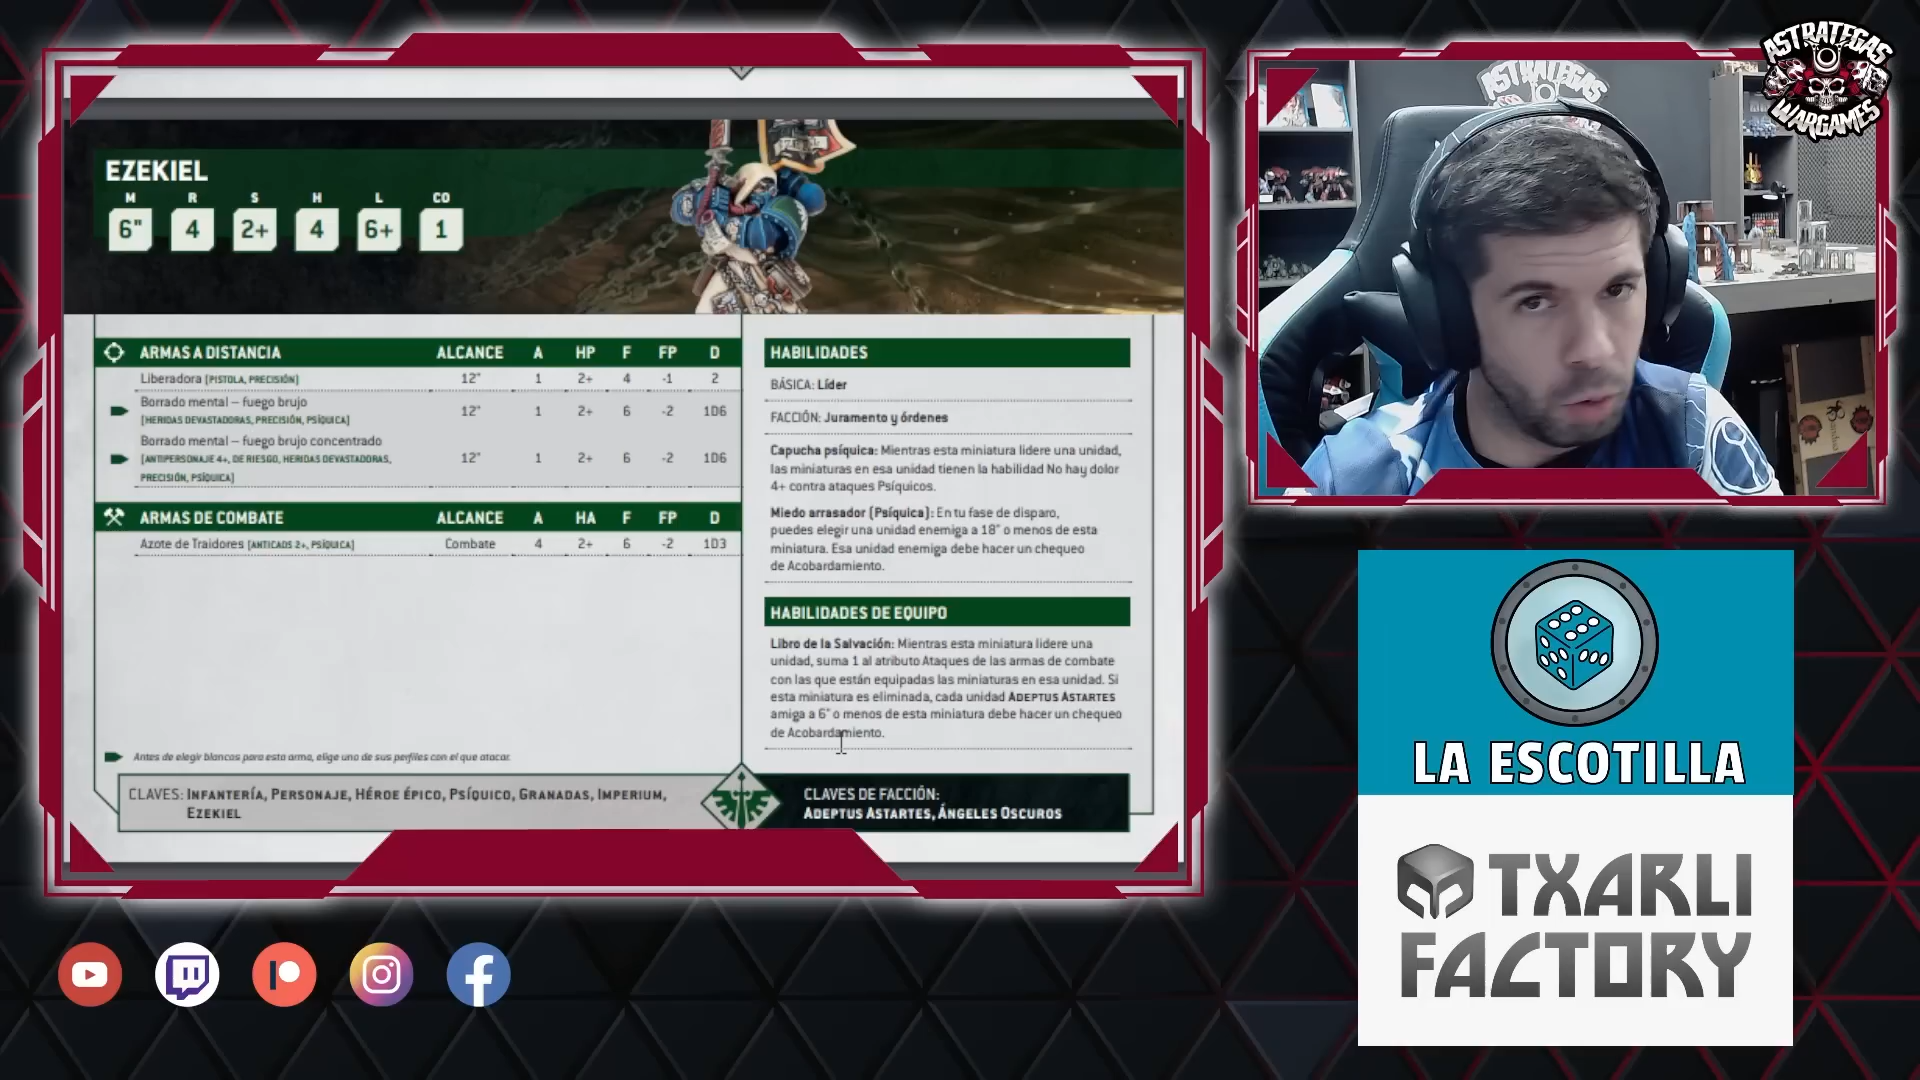 EZEKIEL
M R S H L CO
6" 4 2+ 4 6+ 1
ARMAS A DISTANCIA ALCANCE A HP F FP D
Liberadora [PISTOLA, PRECISIÓN] 12" 1 2+ 4 -1 2
Borrado mental – fuego brujo
[HERIDAS DEVASTADORAS, PRECISIÓN, PSÍQUICA] 12" 1 2+ 6 -2 1D6
Borrado mental – fuego brujo concentrado
[ANTIPERSONAJE 4+, DE RIESGO, HERIDAS DEVASTADORAS, 12" 1 2+ 6 -2 1D6
PRECISIÓN, PSÍQUICA]
ARMAS DE COMBATE ALCANCE A HA F FP D
Azote de Traidores [ANTICAOS 2+, PSÍQUICA] Combate 4 2+ 6 -2 1D3
Antes de elegir blancos para esta arma, elige uno de sus perfiles con el que atacar.
CLAVES: INFANTERÍA, PERSONAJE, HÉROE ÉPICO, PSÍQUICO, GRANADAS, IMPERIUM,
EZEKIEL
HABILIDADES
BÁSICA: Líder
FACCIÓN: Juramento y órdenes
Capucha psíquica: Mientras esta miniatura lidere una unidad,
las miniaturas en esa unidad tienen la habilidad No hay dolor
4+ contra ataques Psíquicos.
Miedo arrasador (Psíquica): En tu fase de disparo,
puedes elegir una unidad enemiga a 18" o menos de esta
miniatura. Esa unidad enemiga debe hacer un chequeo
de Acobardamiento.
HABILIDADES DE EQUIPO
Libro de la Salvación: Mientras esta miniatura lidere una
unidad, suma 1 al atributo Ataques de las armas de combate
con las que están equipadas las miniaturas en esa unidad. Si
esta miniatura es eliminada, cada unidad ADEPTUS ASTARTES
amiga a 6" o menos de esta miniatura debe hacer un chequeo
de Acobardamiento.
CLAVES DE FACCIÓN:
ADEPTUS ASTARTES, ÁNGELES OSCUROS
ASTRATEGAS
WARGAMES
ASTRATEGAS
LA ESCOTILLA
TXARLI
FACTORY